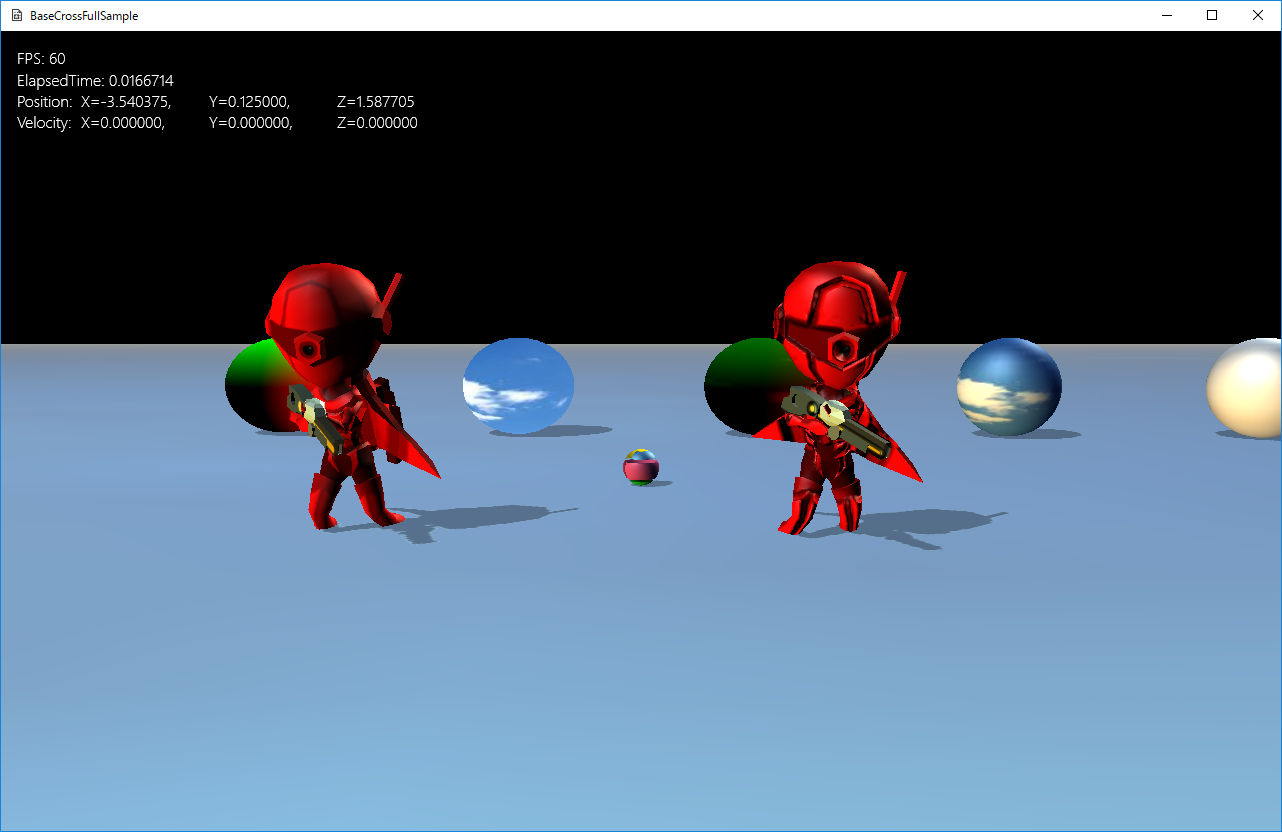 BaseCrossFullSample
FPS: 60
ElapsedTime: 0.0166714
Position: X=-3.540375, Y=0.125000, Z=1.587705
Velocity: X=0.000000, Y=0.000000, Z=0.000000